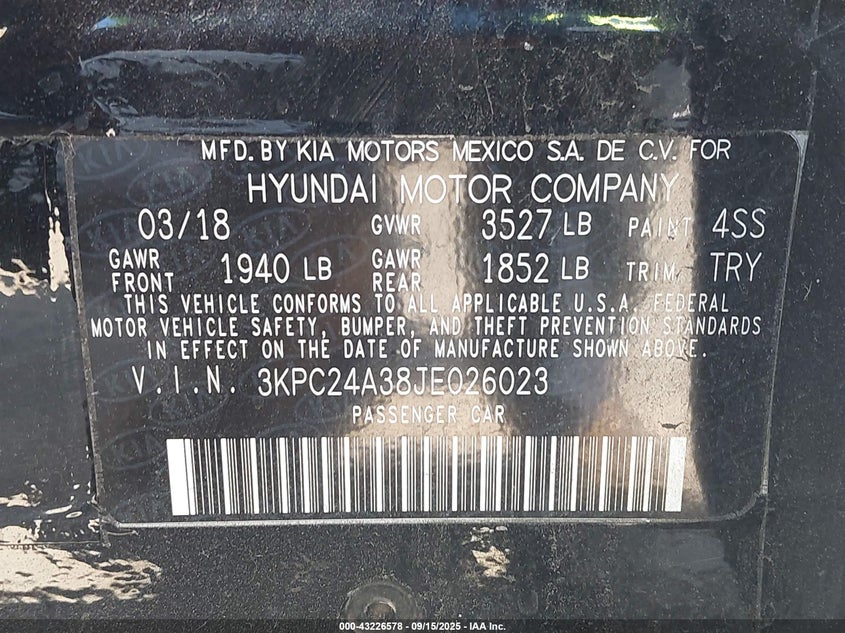 MFD. BY KIA MOTORS MEXICO S.A. DE C.V. FOR
HYUNDAI MOTOR COMPANY
03/18 GVWR 3527 LB PAINT 4SS
GAWR FRONT 1940 LB GAWR REAR 1852 LB TRIM TRY
THIS VEHICLE CONFORMS TO ALL APPLICABLE U.S.A. FEDERAL
MOTOR VEHICLE SAFETY, BUMPER, AND THEFT PREVENTION STANDARDS
IN EFFECT ON THE DATE OF MANUFACTURE SHOWN ABOVE.
V.I.N. 3KPC24A38JE026023
PASSENGER CAR
000-43226578 - 09/15/2025 - IAA Inc.